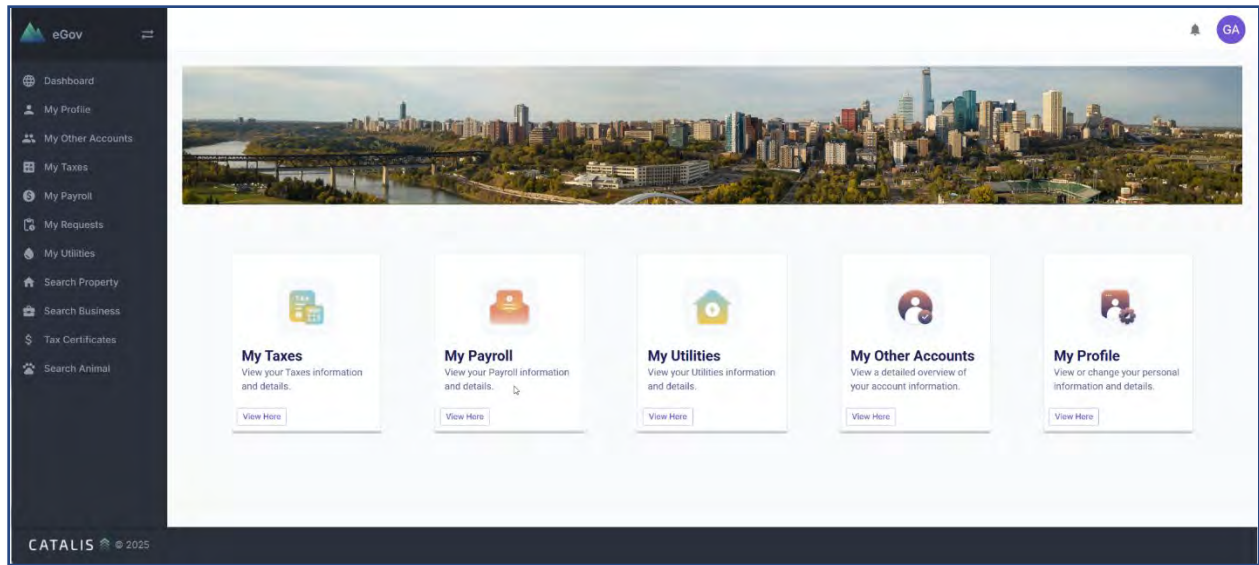 eGov
GA
Dashboard
My Profile
My Other Accounts
My Taxes
My Payroll
My Requests
My Utilities
Search Property
Search Business
Tax Certificates
Search Animal
TAX
My Taxes
View your Taxes information
and details.
View Here
My Payroll
View your Payroll information
and details.
View Here
My Utilities
View your Utilities information
and details.
View Here
My Other Accounts
View a detailed overview of
your account information.
View Here
My Profile
View or change your personal
information and details.
View Here
CATALIS © 2025